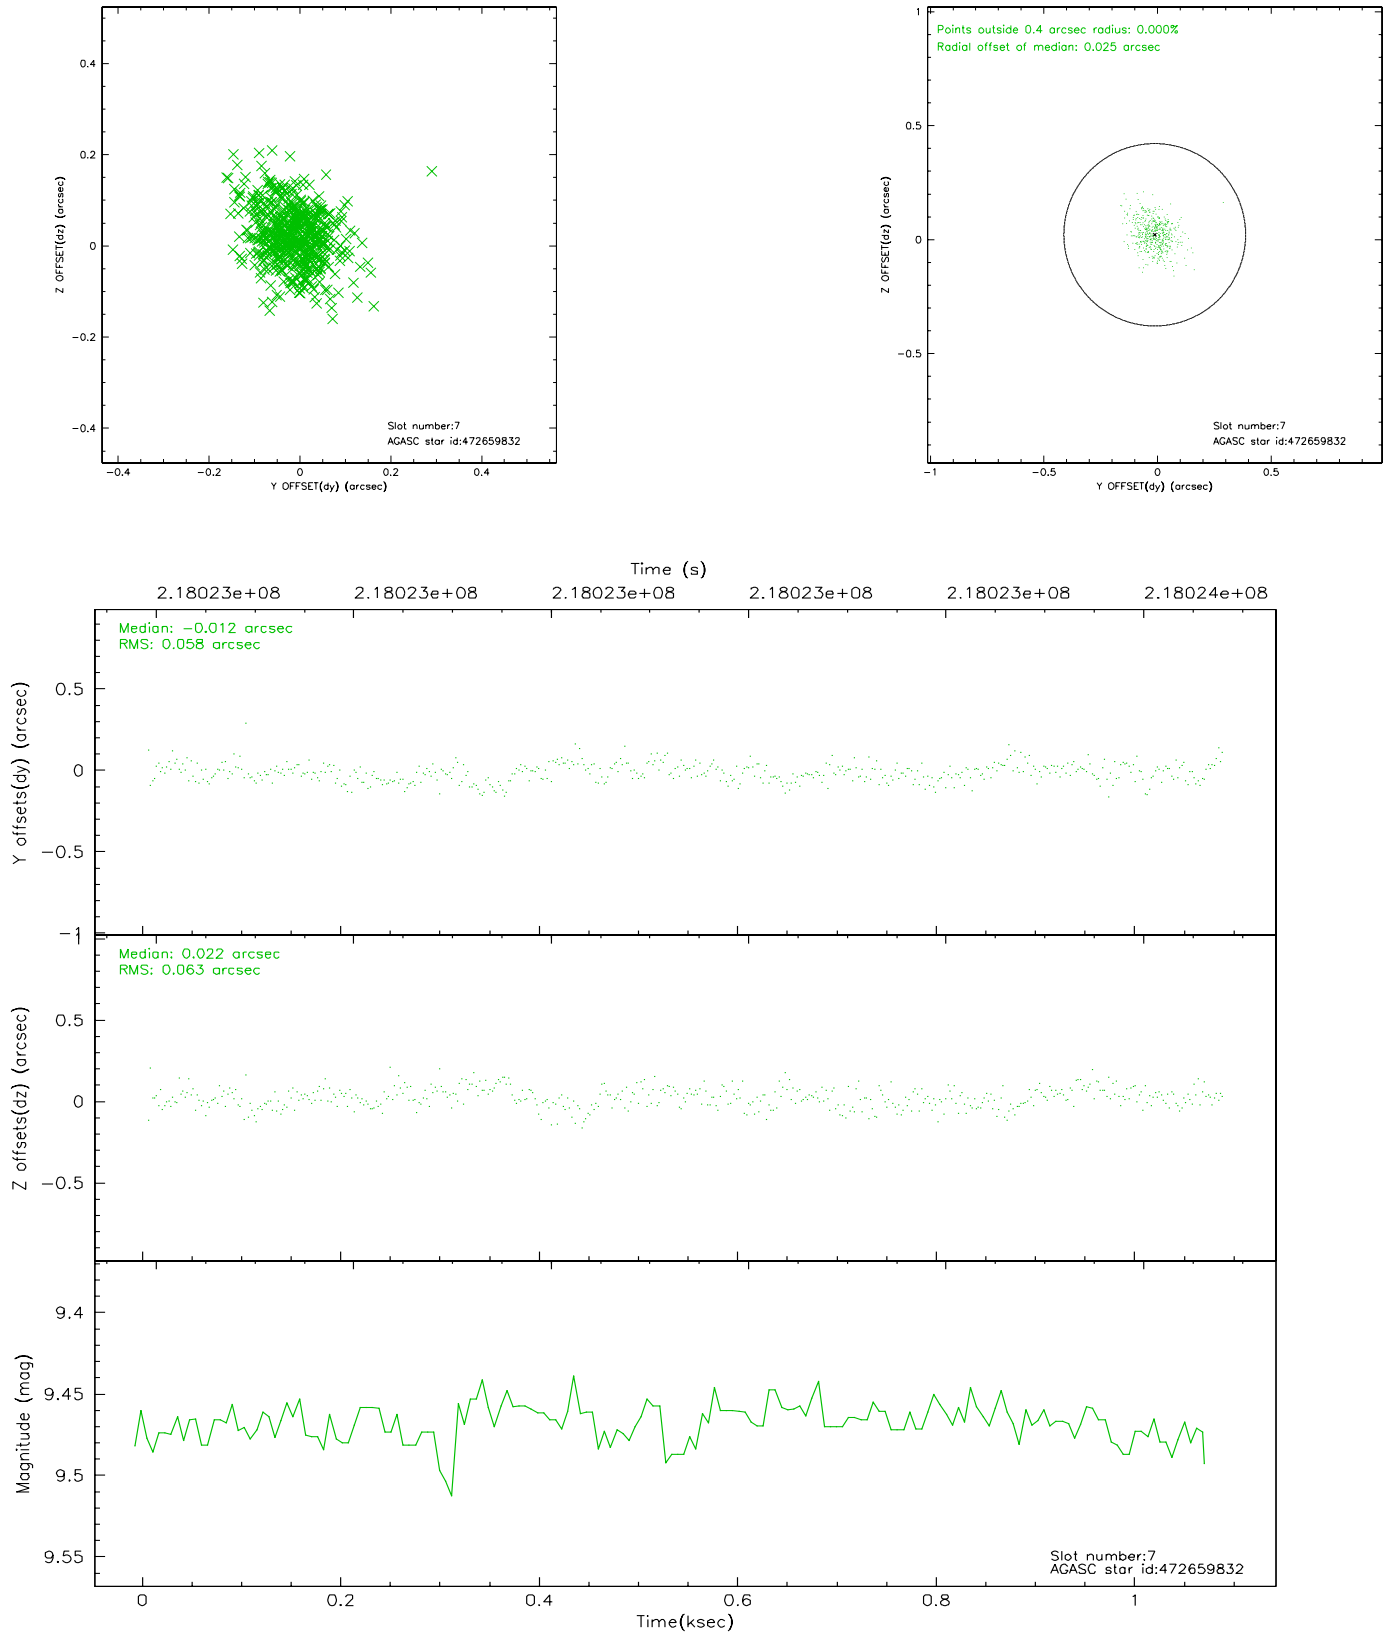 0.4
0.2
0
−0.2
−0.4
Z OFFSET(dz) (arcsec)
Slot number:7
AGASC star id:472659832
−0.4 −0.2 0 0.2 0.4
Y OFFSET(dy) (arcsec)
Points outside 0.4 arcsec radius: 0.000%
Radial offset of median: 0.025 arcsec
1
0.5
0
−0.5
Z OFFSET(dz) (arcsec)
Slot number:7
AGASC star id:472659832
−1 −0.5 0 0.5
Y OFFSET(dy) (arcsec)
Time (s)
2.18023e+08 2.18023e+08 2.18023e+08 2.18023e+08 2.18023e+08 2.18024e+08
Median: −0.012 arcsec
RMS: 0.058 arcsec
0.5
0
−0.5
−1
Y offsets(dy) (arcsec)
Median: 0.022 arcsec
RMS: 0.063 arcsec
1
0.5
0
−0.5
Z offsets(dz) (arcsec)
9.4
9.45
9.5
9.55
Magnitude (mag)
Slot number:7
AGASC star id:472659832
0 0.2 0.4 0.6 0.8 1
Time(ksec)